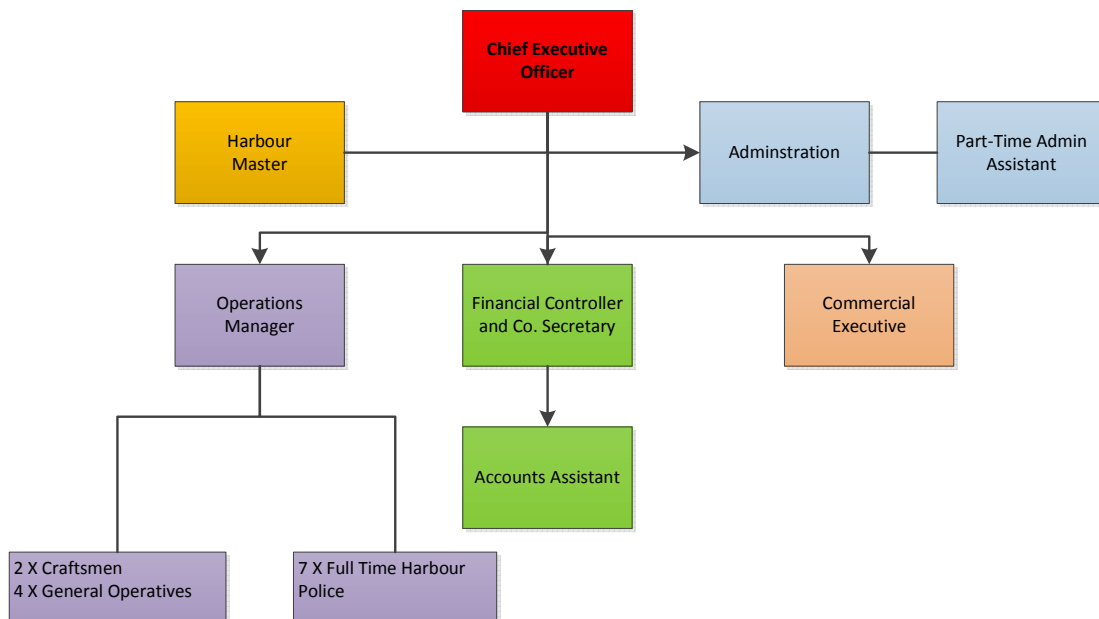 Chief Executive
Officer
Harbour
Master
Adminstration
Part-Time Admin
Assistant
Operations
Manager
Financial Controller
and Co. Secretary
Commercial
Executive
Accounts Assistant
2 X Craftsmen
4 X General Operatives
7 X Full Time Harbour
Police